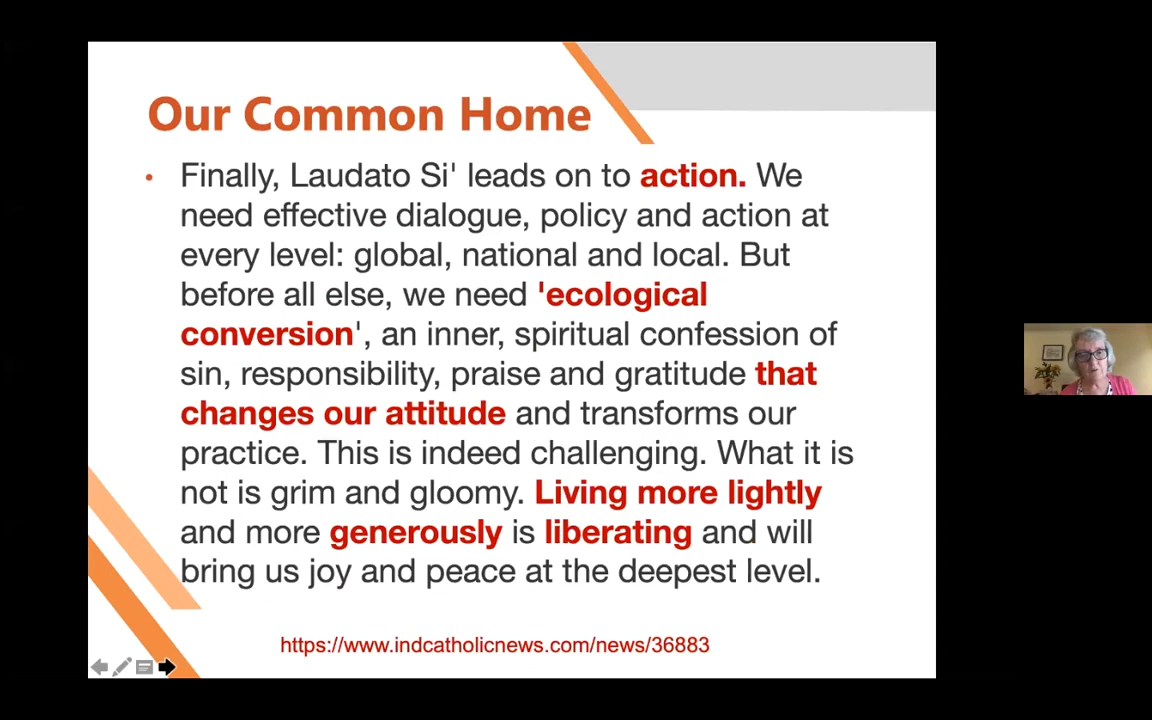 Our Common Home
• Finally, Laudato Si' leads on to action. We
need effective dialogue, policy and action at
every level: global, national and local. But
before all else, we need 'ecological
conversion', an inner, spiritual confession of
sin, responsibility, praise and gratitude that
changes our attitude and transforms our
practice. This is indeed challenging. What it is
not is grim and gloomy. Living more lightly
and more generously is liberating and will
bring us joy and peace at the deepest level.
https://www.indcatholicnews.com/news/36883